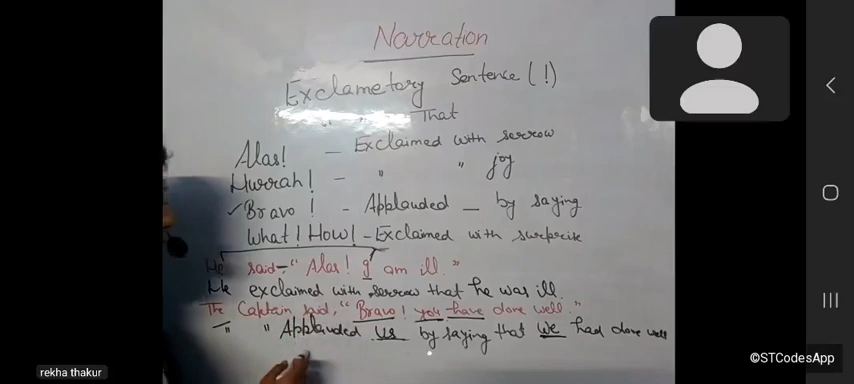 Narration
Exclametory Sentence (!)
" " That
Alas! - Exclaimed with serrow
Hurrah! - " " joy
✓Bravo! - Applauded - by saying
What! How! - Exclaimed with surprise
He said-"Alas! I am ill."
He exclaimed with serrow that he was ill.
The Captain said, "Bravo! you have done well."
" " Applauded us by saying that we had done well
rekha thakur
©STCodesApp